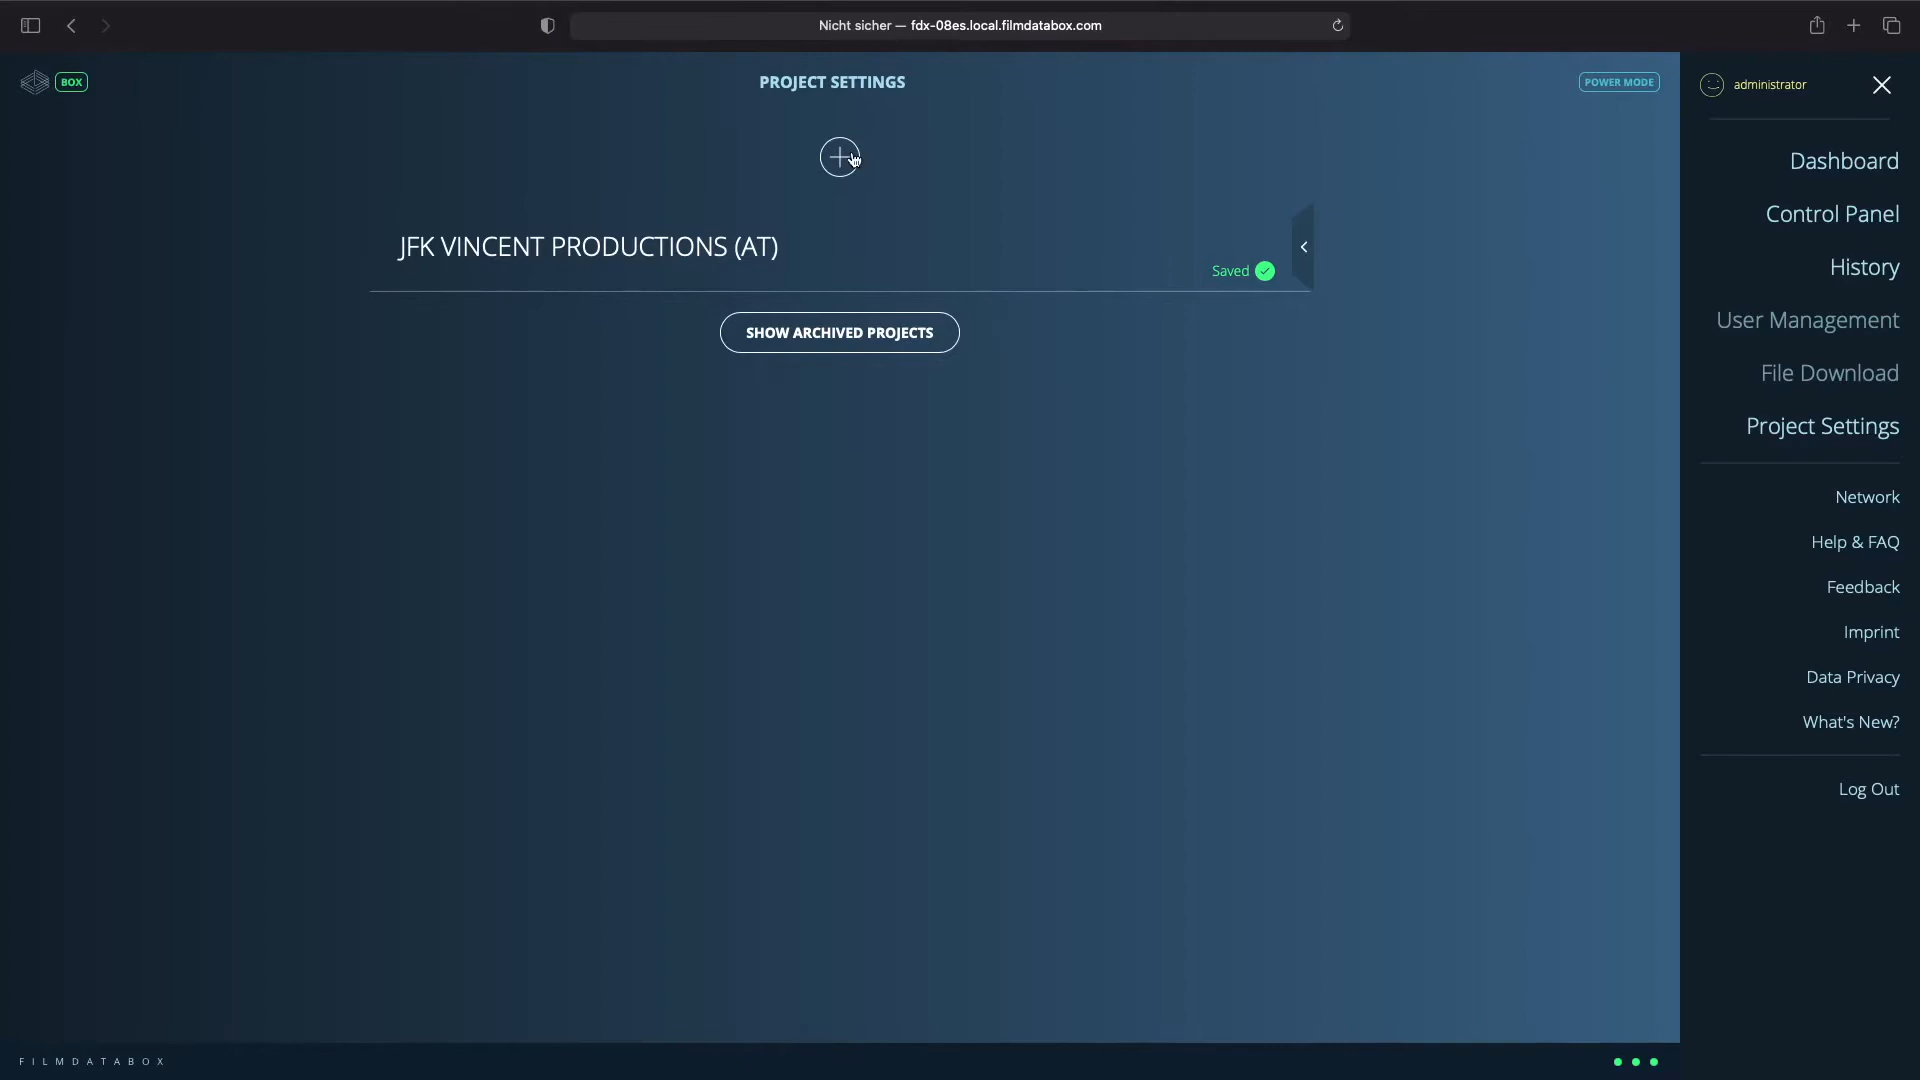 Nicht sicher — fdx-08es.local.filmdatabox.com
BOX
PROJECT SETTINGS
POWER MODE
administrator
JFK VINCENT PRODUCTIONS (AT)
Saved
SHOW ARCHIVED PROJECTS
Dashboard
Control Panel
History
User Management
File Download
Project Settings
Network
Help & FAQ
Feedback
Imprint
Data Privacy
What's New?
Log Out
FILMDATABOX